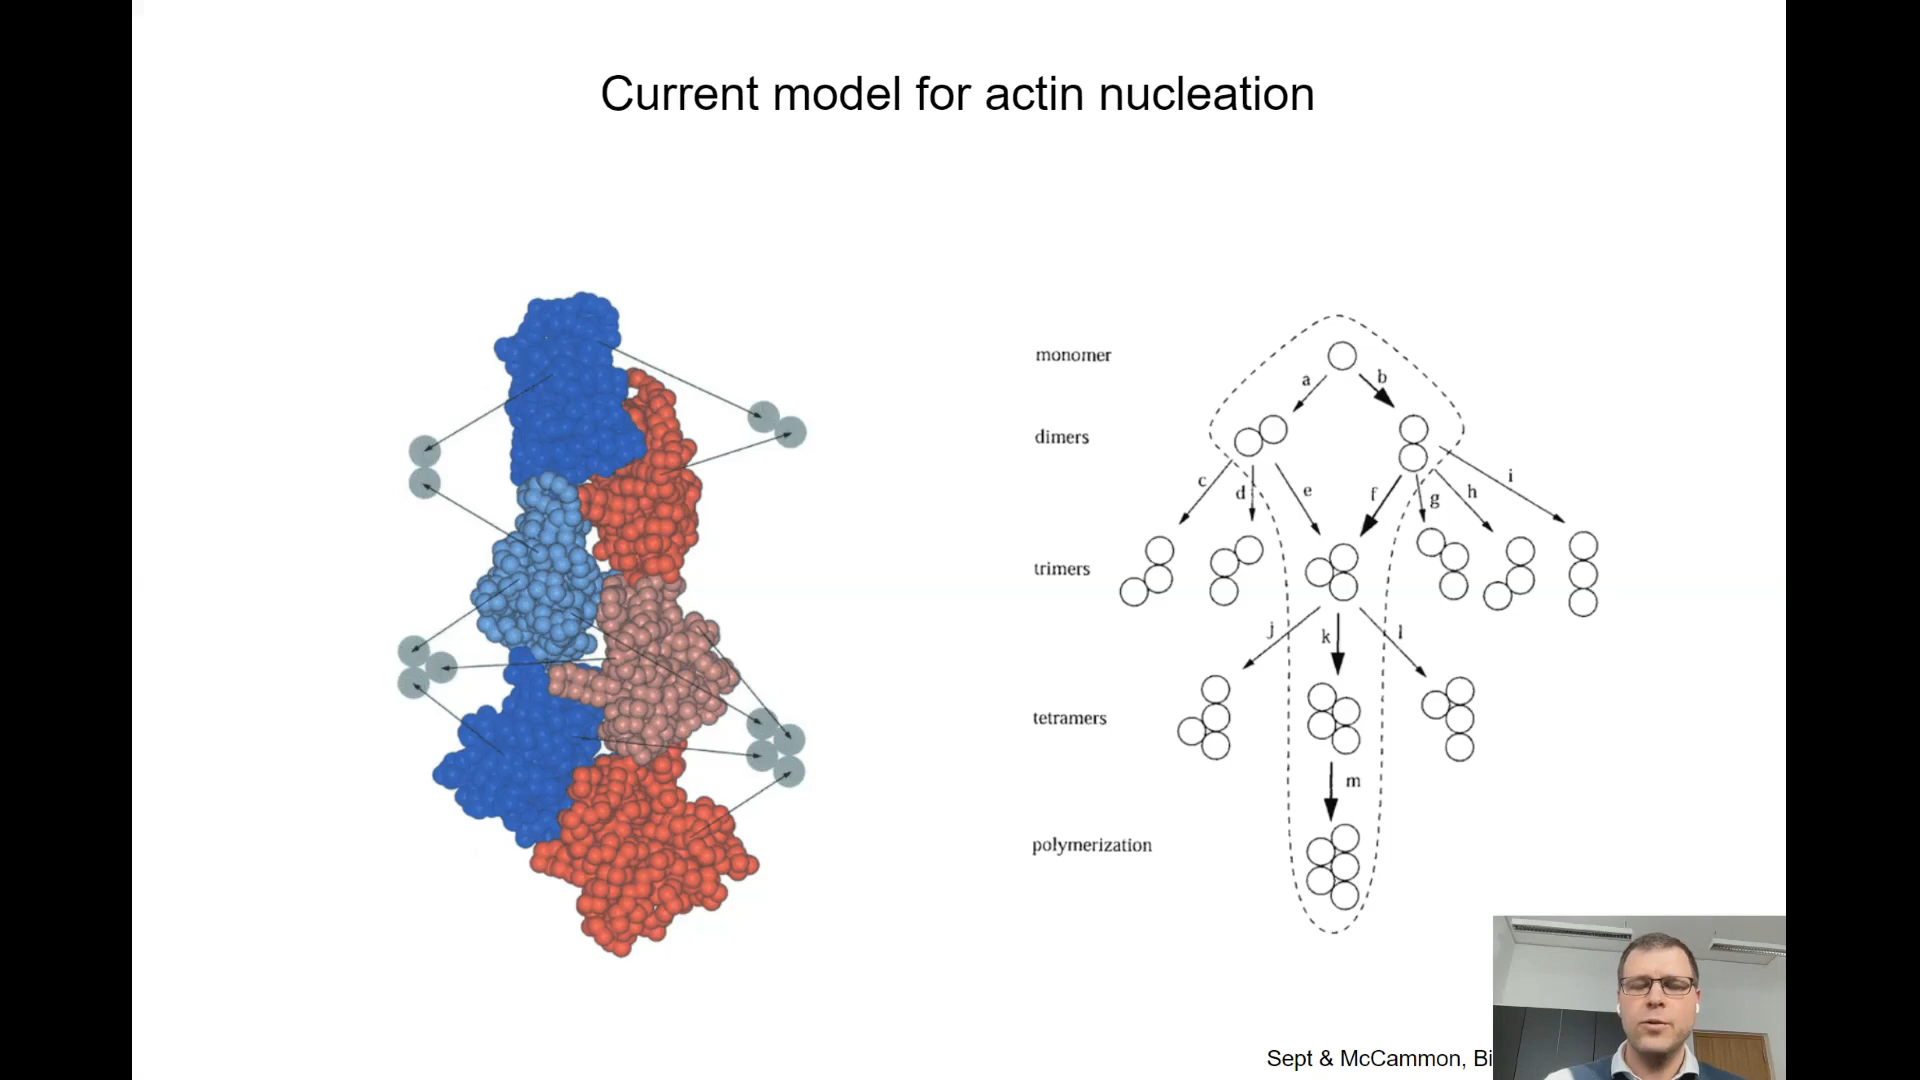 Current model for actin nucleation
monomer
a
b
dimers
c
d
e
f
g
h
i
trimers
j
k
l
tetramers
m
polymerization
Sept & McCammon, Bi